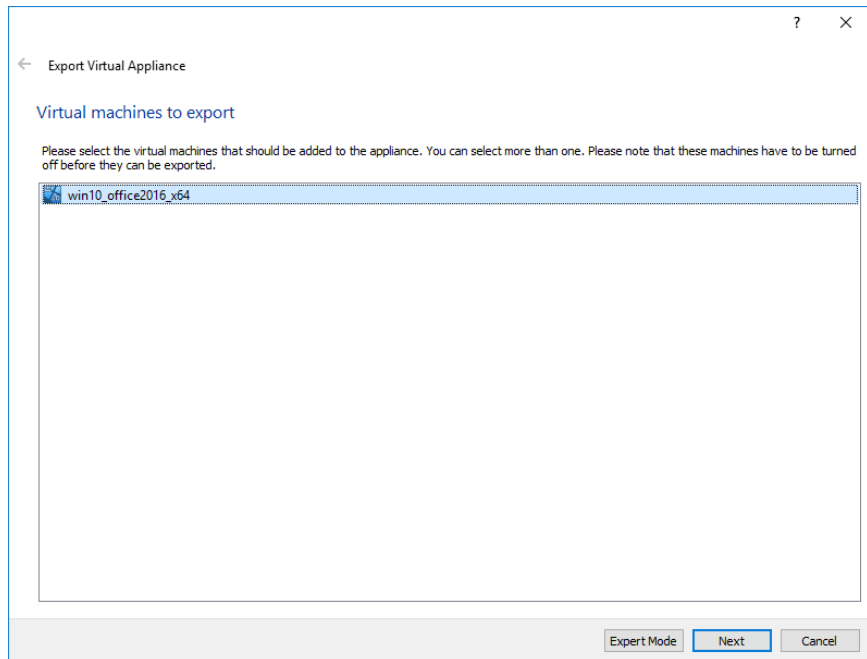 ?
Export Virtual Appliance
Virtual machines to export
Please select the virtual machines that should be added to the appliance. You can select more than one. Please note that these machines have to be turned
off before they can be exported.
win10_office2016_x64
Expert Mode Next Cancel